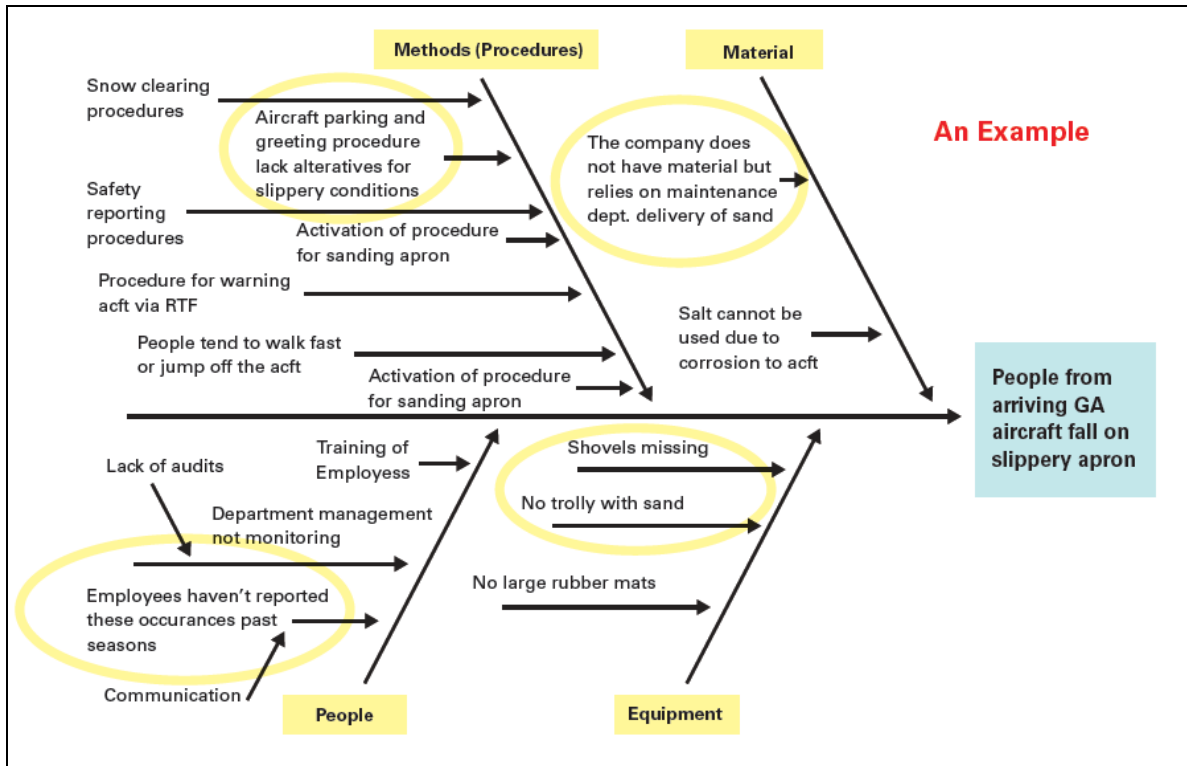 Methods (Procedures)
Material
Snow clearing
procedures
Aircraft parking and
greeting procedure
lack alteratives for
slippery conditions
The company does
not have material but
relies on maintenance
dept. delivery of sand
An Example
Safety
reporting
procedures
Activation of procedure
for sanding apron
Procedure for warning
acft via RTF
Salt cannot be
used due to
corrosion to acft
People tend to walk fast
or jump off the acft
Activation of procedure
for sanding apron
People from
arriving GA
aircraft fall on
slippery apron
Training of
Employess
Shovels missing
Lack of audits
No trolly with sand
Department management
not monitoring
No large rubber mats
Employees haven't reported
these occurances past
seasons
Communication
People
Equipment